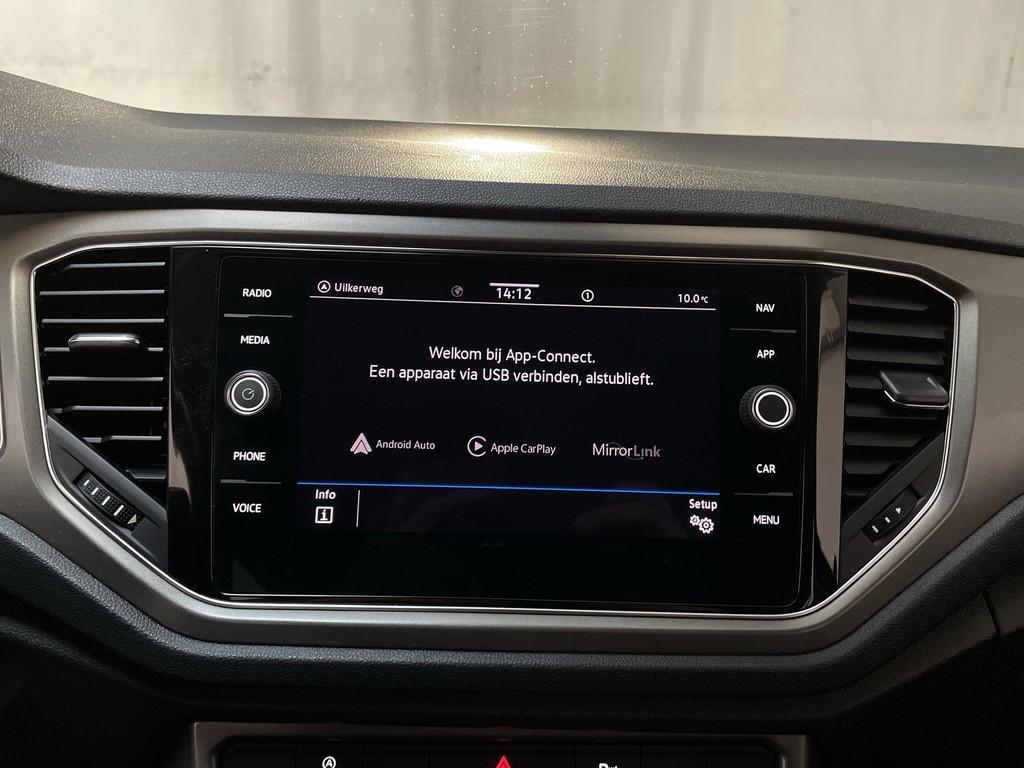 RADIO
MEDIA
PHONE
VOICE
Uilkerweg
14:12
10.0°C
Welkom bij App-Connect.
Een apparaat via USB verbinden, alstublieft.
Android Auto
Apple CarPlay
MirrorLink
Info
i
Setup
NAV
APP
CAR
MENU
A